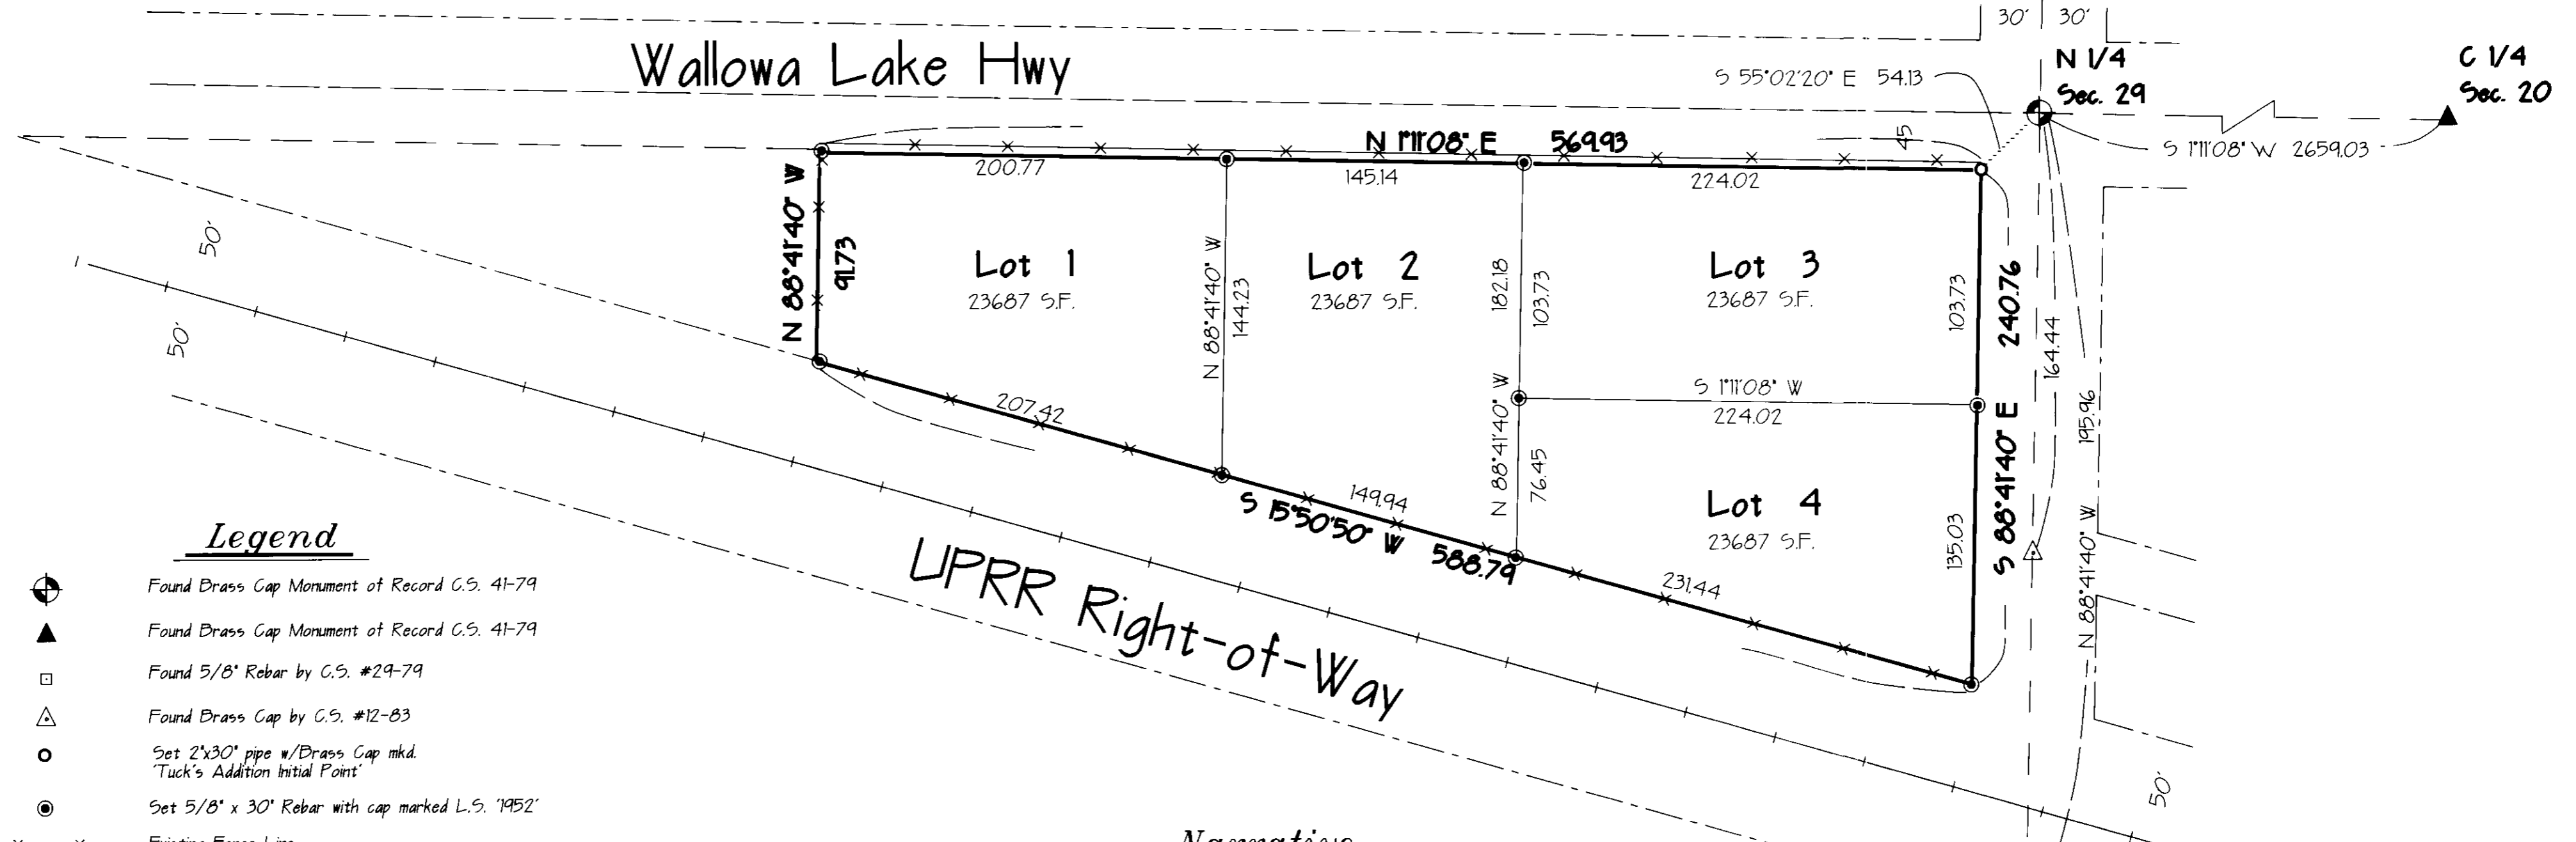 30' 30'
Wallowa Lake Hwy
N 1/4
Sec. 29
C 1/4
Sec. 20
S 55°02'20" E 54.13
N 1°11'08" E 569.93
45
S 1°11'08" W 2659.03
200.77
145.14
224.02
N 88°41'40" W
91.73
50'
50'
Lot 1
23687 S.F.
N 88°41'40" W
144.23
Lot 2
23687 S.F.
182.18
103.73
Lot 3
23687 S.F.
103.73
S 88°41'40" E 240.76
164.44
N 88°41'40" W 195.96
S 1°11'08" W
224.02
207.42
149.94
S 15°50'50" W 588.79
N 88°41'40" W
76.45
Lot 4
23687 S.F.
135.03
231.44
UPRR Right-of-Way
50'
Legend
Found Brass Cap Monument of Record C.S. 41-79
Found Brass Cap Monument of Record C.S. 41-79
Found 5/8" Rebar by C.S. #29-79
Found Brass Cap by C.S. #12-83
Set 2"x30" pipe w/Brass Cap mkd.
'Tuck's Addition Initial Point'
Set 5/8" x 30" Rebar with cap marked L.S. '1952'
Existing Fence Line
Narrative